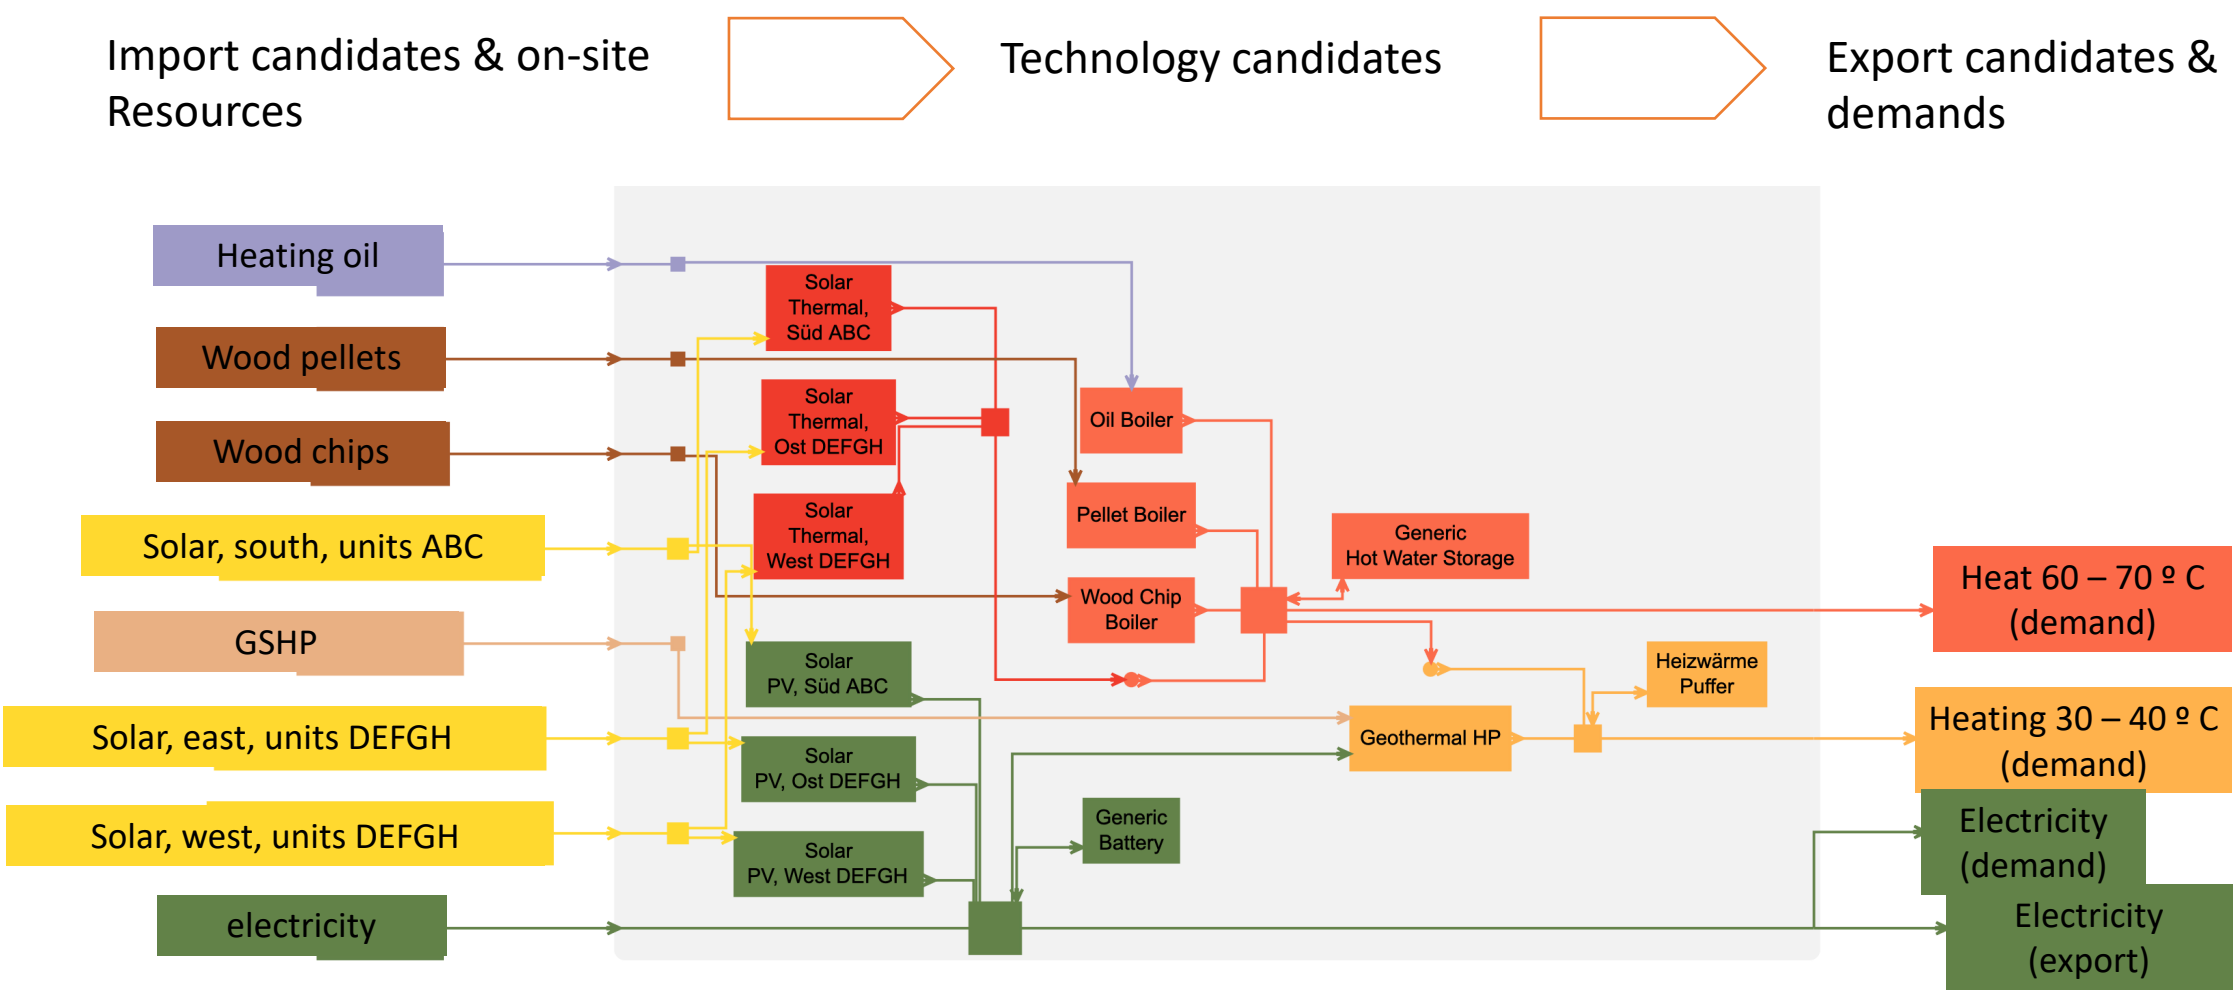 Import candidates & on-site
Resources
Technology candidates
Export candidates &
demands
Heating oil
Wood pellets
Wood chips
Solar, south, units ABC
GSHP
Solar, east, units DEFGH
Solar, west, units DEFGH
electricity
Solar
Thermal,
Süd ABC
Solar
Thermal,
Ost DEFGH
Solar
Thermal,
West DEFGH
Solar
PV, Süd ABC
Solar
PV, Ost DEFGH
Solar
PV, West DEFGH
Oil Boiler
Pellet Boiler
Wood Chip
Boiler
Generic
Battery
Generic
Hot Water Storage
Geothermal HP
Heizwärme
Puffer
Heat 60 – 70 º C
(demand)
Heating 30 – 40 º C
(demand)
Electricity
(demand)
Electricity
(export)